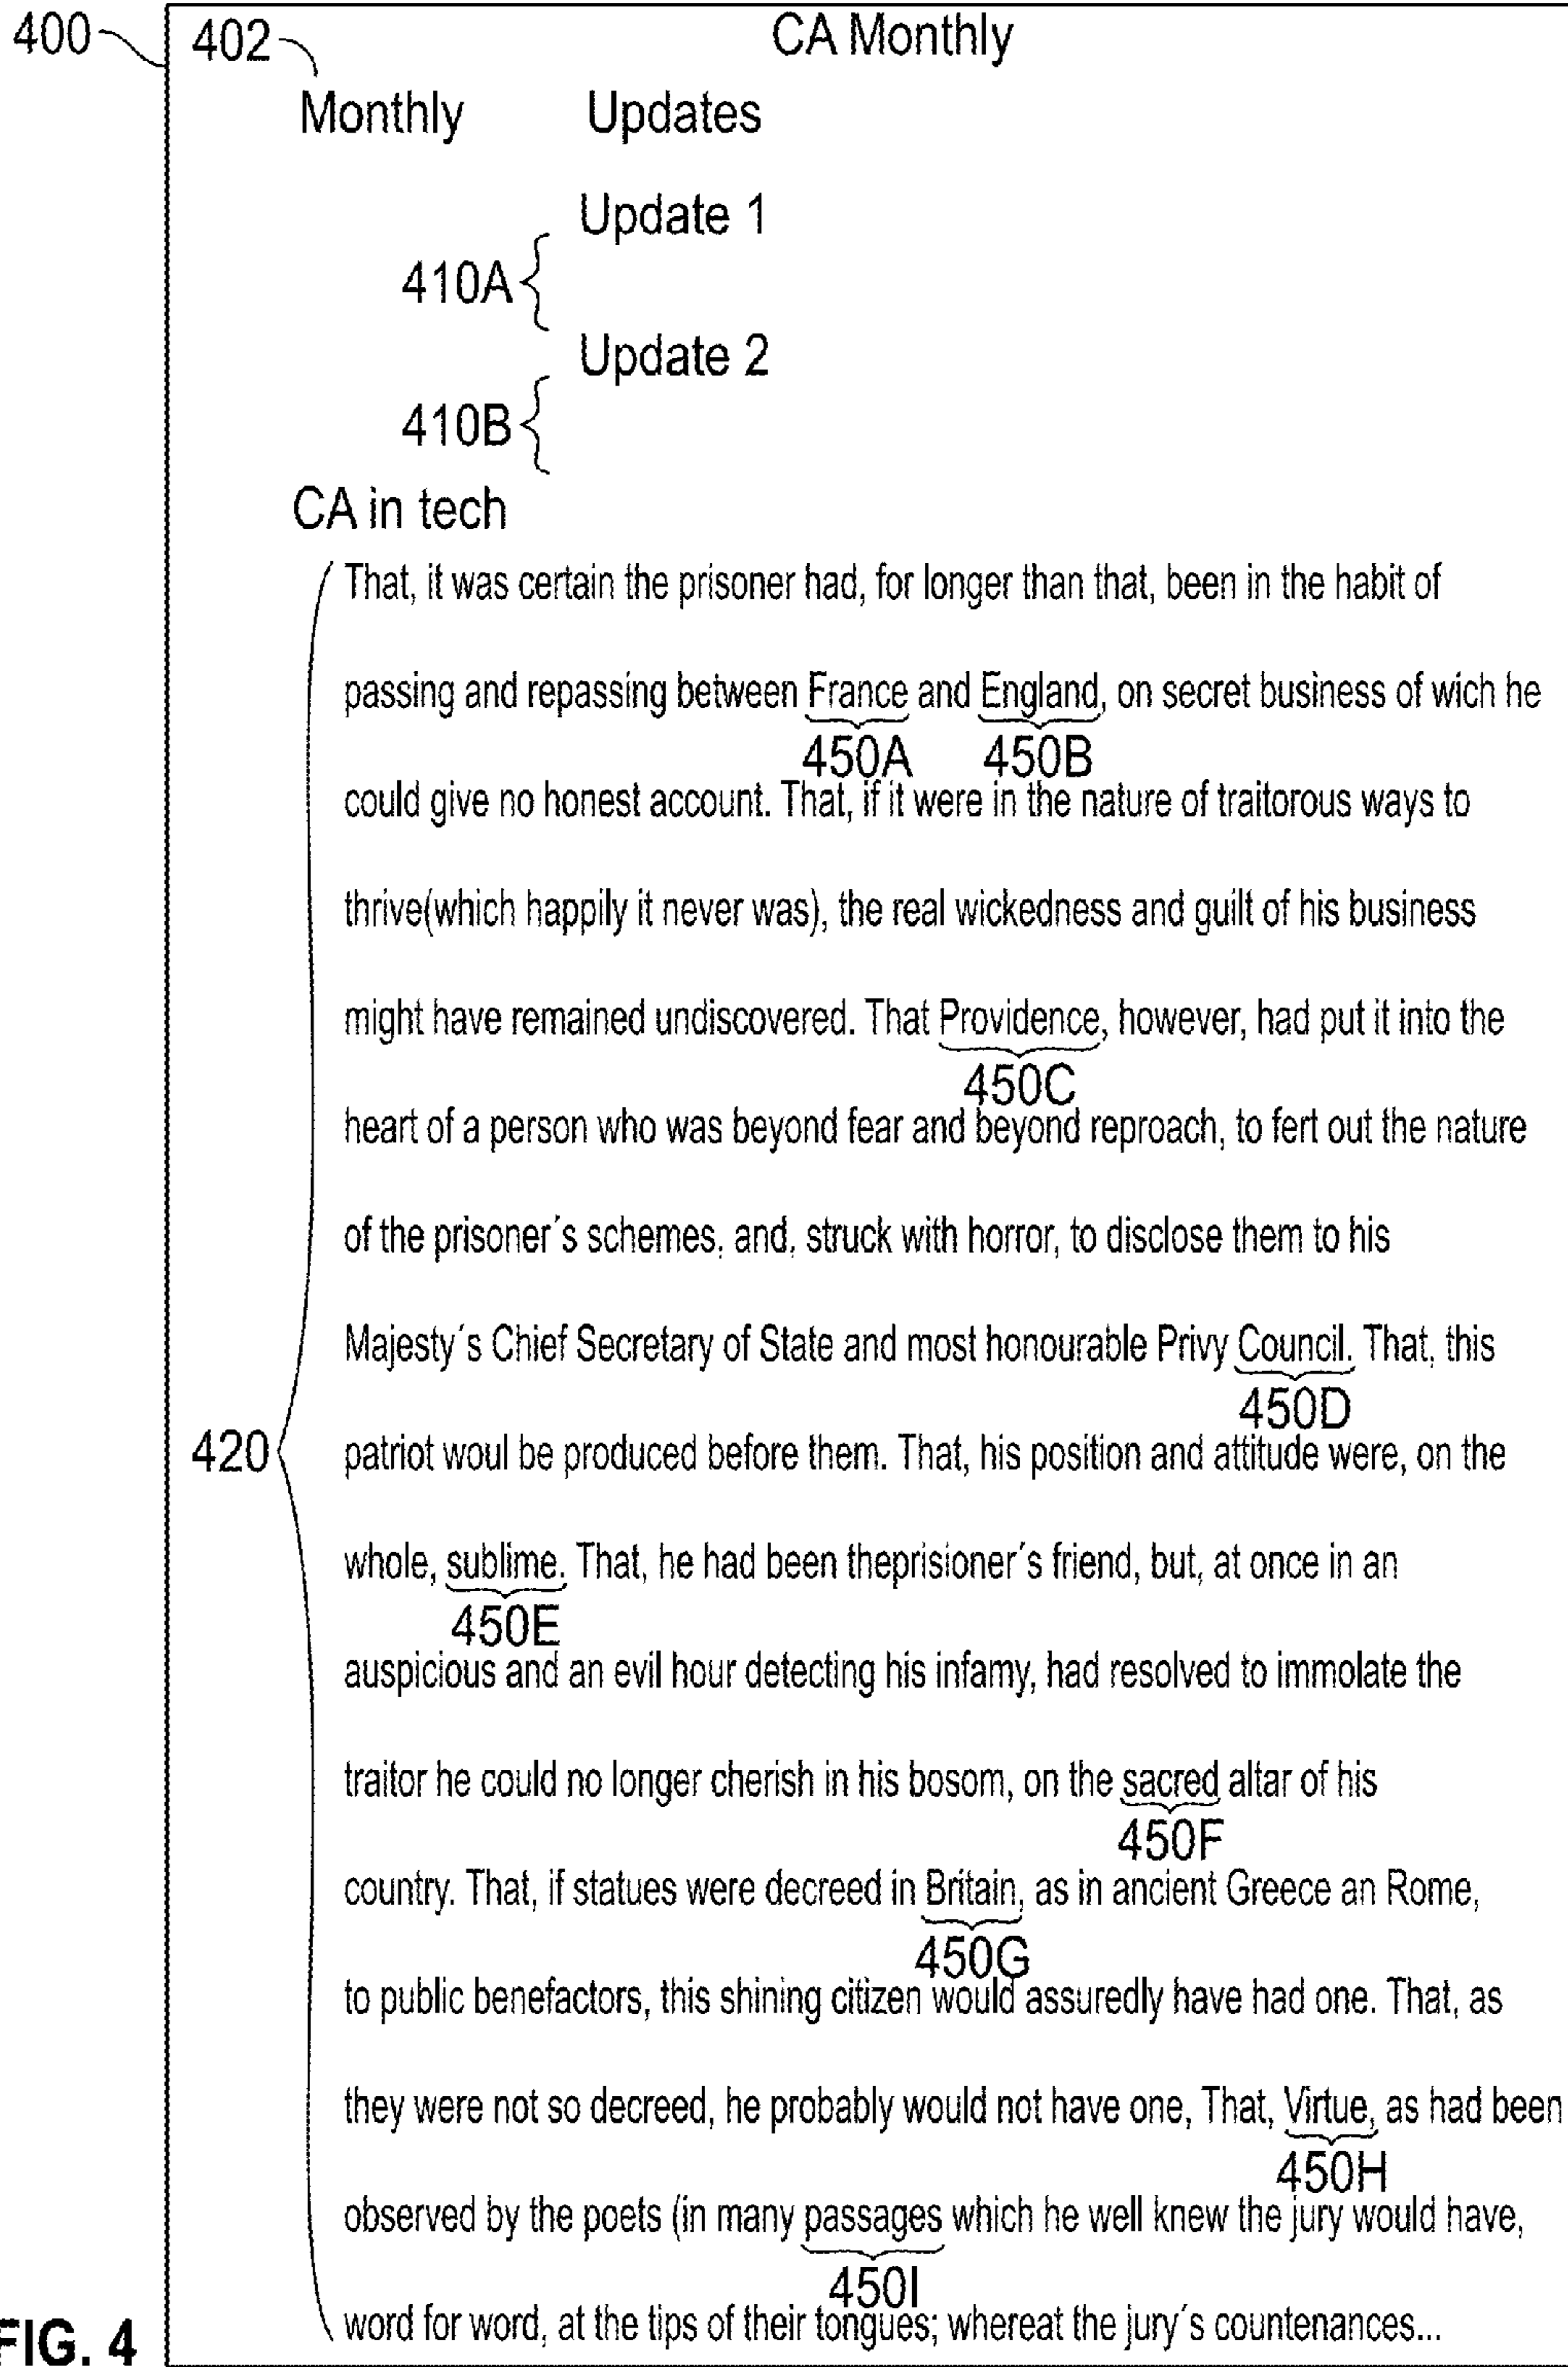 400 402 CA Monthly
Monthly Updates
Update 1
410A
Update 2
410B
CA in tech
That, it was certain the prisoner had, for longer than that, been in the habit of
passing and repassing between France and England, on secret business of wich he
450A 450B
could give no honest account. That, if it were in the nature of traitorous ways to
thrive(which happily it never was), the real wickedness and guilt of his business
might have remained undiscovered. That Providence, however, had put it into the
450C
heart of a person who was beyond fear and beyond reproach, to fert out the nature
of the prisoner´s schemes, and, struck with horror, to disclose them to his
Majesty´s Chief Secretary of State and most honourable Privy Council. That, this
450D
420 patriot woul be produced before them. That, his position and attitude were, on the
whole, sublime. That, he had been theprisioner´s friend, but, at once in an
450E
auspicious and an evil hour detecting his infamy, had resolved to immolate the
traitor he could no longer cherish in his bosom, on the sacred altar of his
450F
country. That, if statues were decreed in Britain, as in ancient Greece an Rome,
450G
to public benefactors, this shining citizen would assuredly have had one. That, as
they were not so decreed, he probably would not have one, That, Virtue, as had been
450H
observed by the poets (in many passages which he well knew the jury would have,
450I
word for word, at the tips of their tongues; whereat the jury´s countenances...
FIG. 4